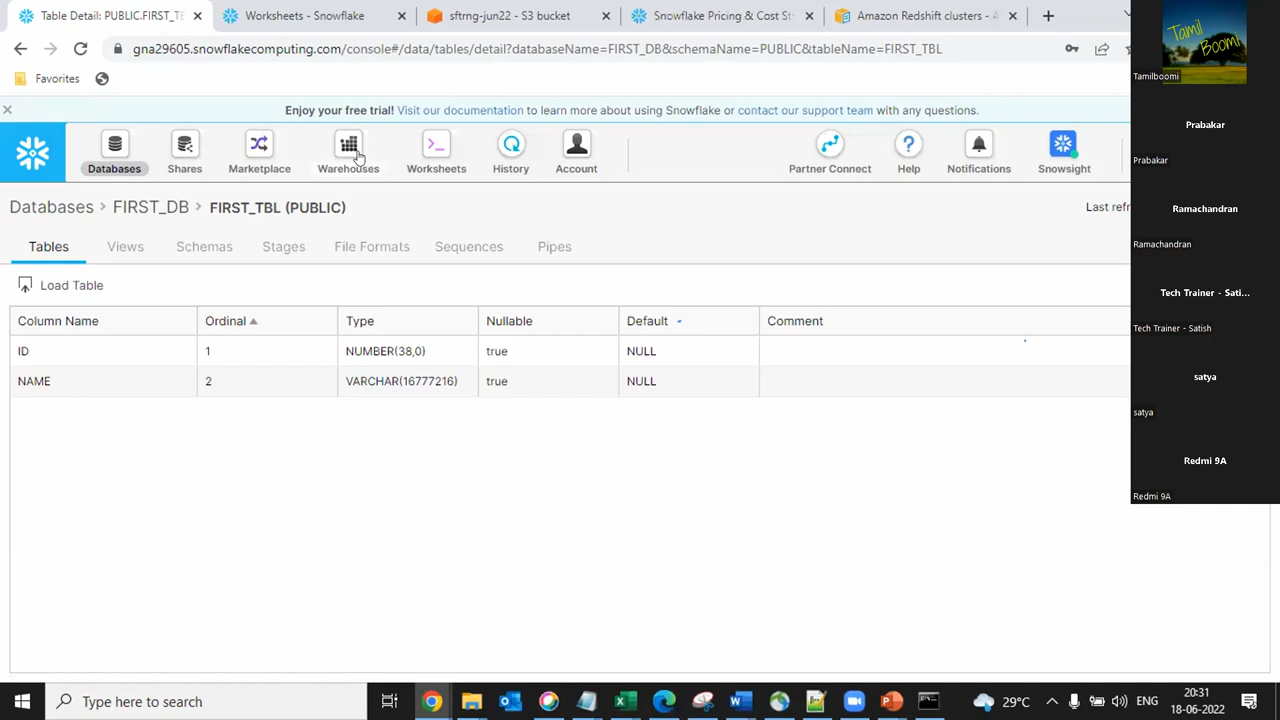 Table Detail: PUBLIC.FIRST_TE
Worksheets - Snowflake
sftrng-jun22 - S3 bucket
Snowflake Pricing & Cost St
Amazon Redshift clusters - A
gna29605.snowflakecomputing.com/console#/data/tables/detail?databaseName=FIRST_DB&schemaName=PUBLIC&tableName=FIRST_TBL
Favorites
Enjoy your free trial! Visit our documentation to learn more about using Snowflake or contact our support team with any questions.
Databases
Shares
Marketplace
Warehouses
Worksheets
History
Account
Partner Connect
Help
Notifications
Snowsight
Databases > FIRST_DB > FIRST_TBL (PUBLIC)
Last refr
Tables
Views
Schemas
Stages
File Formats
Sequences
Pipes
Load Table
Column Name Ordinal Type Nullable Default Comment
ID 1 NUMBER(38,0) true NULL
NAME 2 VARCHAR(16777216) true NULL
Tamil
Boomi
Tamilboomi
Prabakar
Prabakar
Ramachandran
Ramachandran
Tech Trainer - Sati...
Tech Trainer - Satish
satya
satya
Redmi 9A
Redmi 9A
Type here to search
29°C
ENG
20:31
18-06-2022